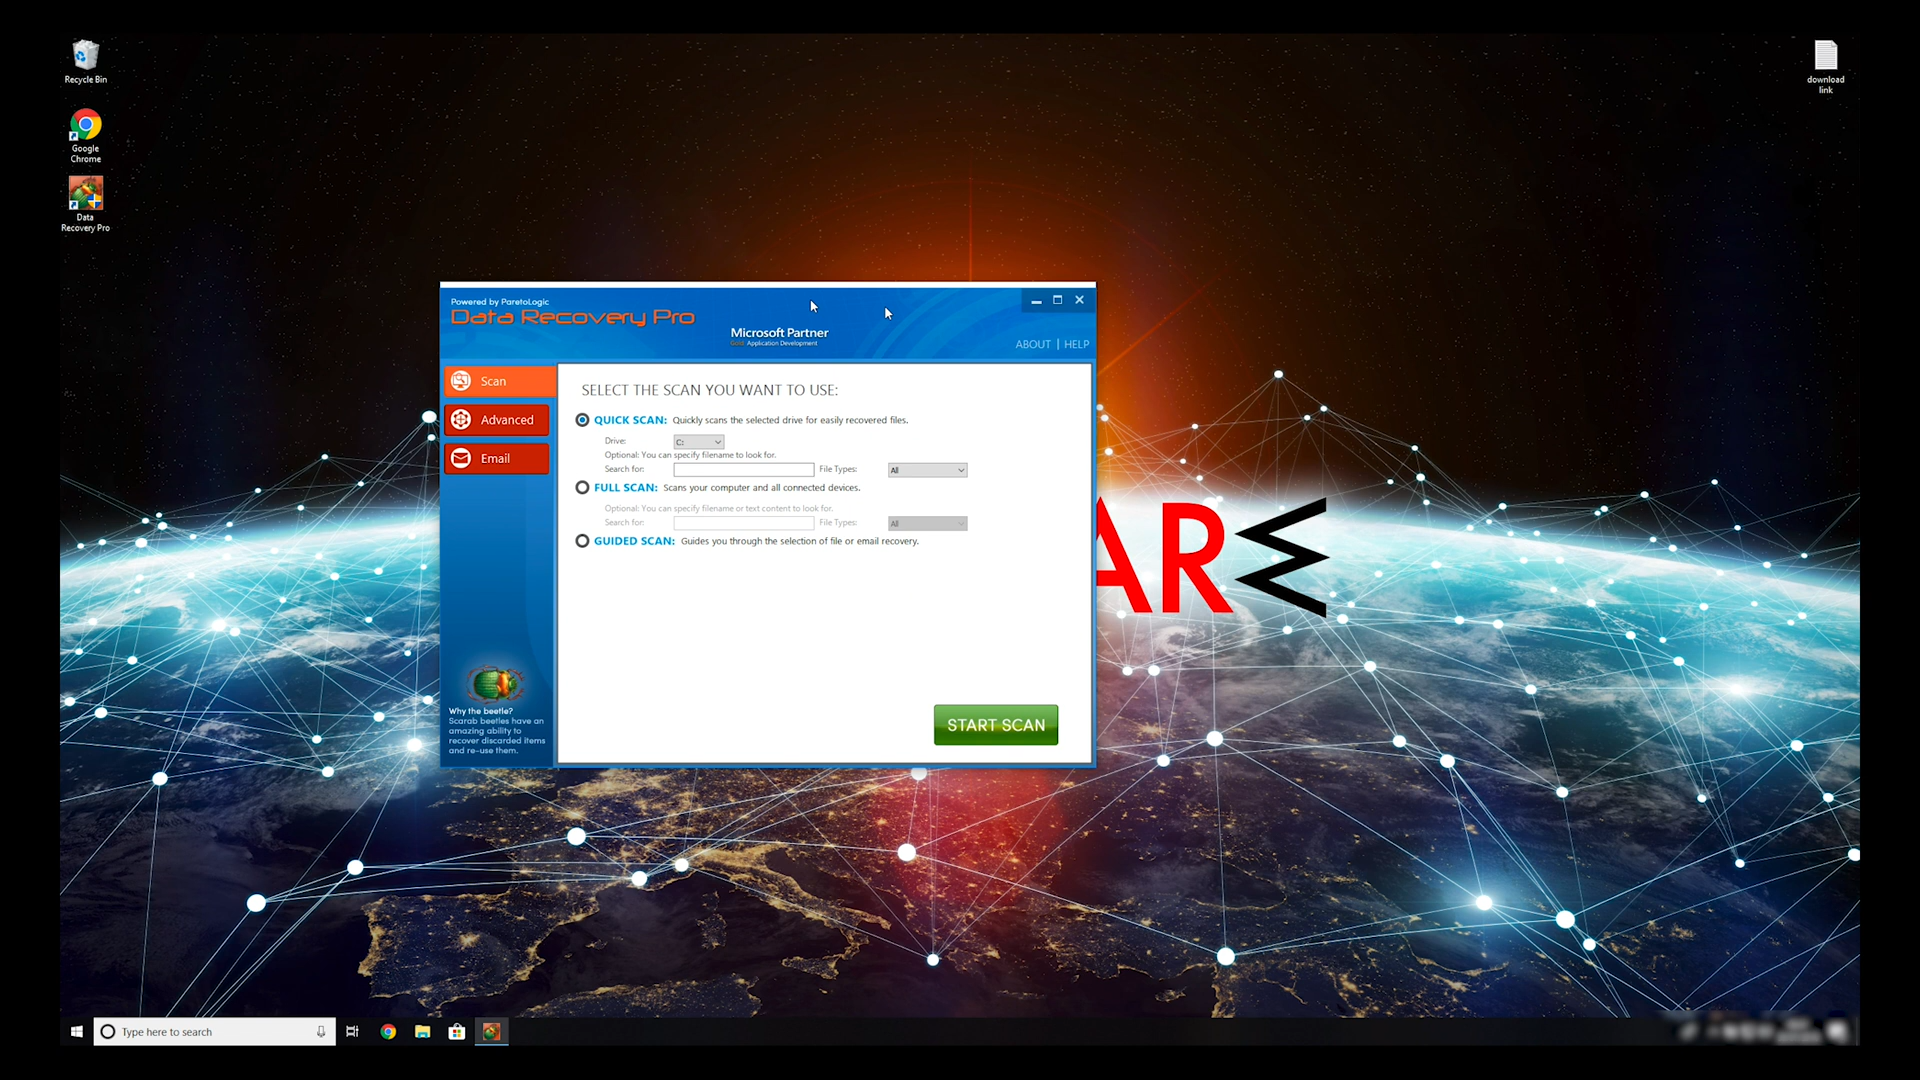 Recycle Bin
Google
Chrome
Data
Recovery Pro
download
link
Powered by ParetoLogic
Data Recovery Pro
Microsoft Partner
Gold Application Development
ABOUT | HELP
Scan
Advanced
Email
SELECT THE SCAN YOU WANT TO USE:
QUICK SCAN: Quickly scans the selected drive for easily recovered files.
Drive: C:
Optional: You can specify filename to look for.
Search for: File Types: All
FULL SCAN: Scans your computer and all connected devices.
Optional: You can specify filename or text content to look for.
Search for: File Types: All
GUIDED SCAN: Guides you through the selection of file or email recovery.
START SCAN
Why the beetle?
Scarab beetles have an
amazing ability to
recover discarded items
and re-use them.
AR
Type here to search